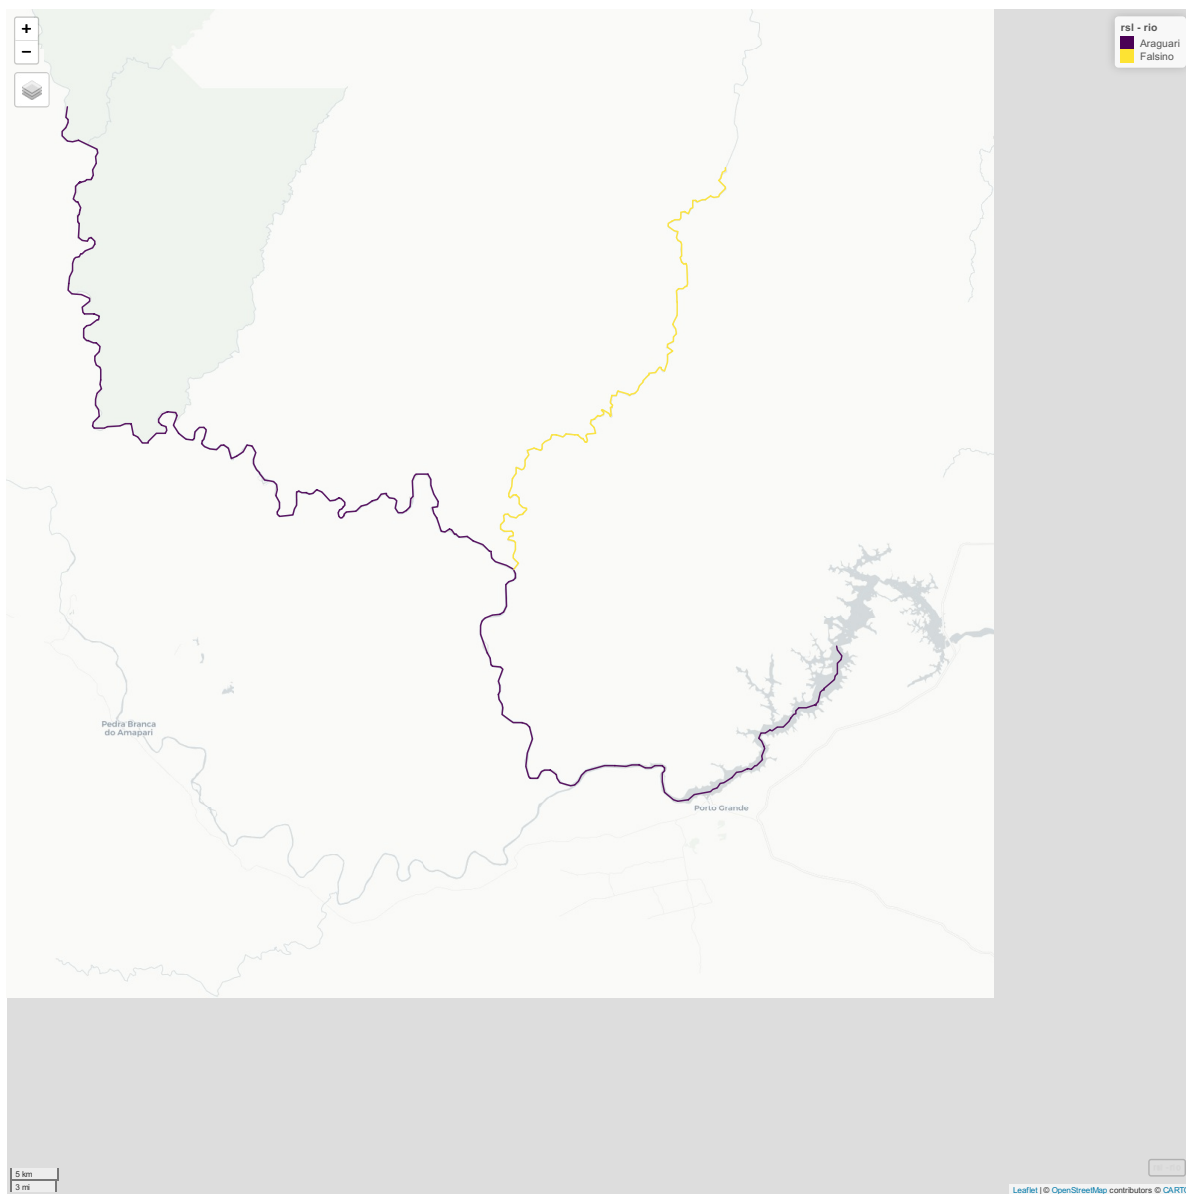 +
−
rsl - rio
Araguari
Falsino
Pedra Branca
do Amapari
Porto Grande
5 km
3 mi
Leaflet | © OpenStreetMap contributors © CARTO